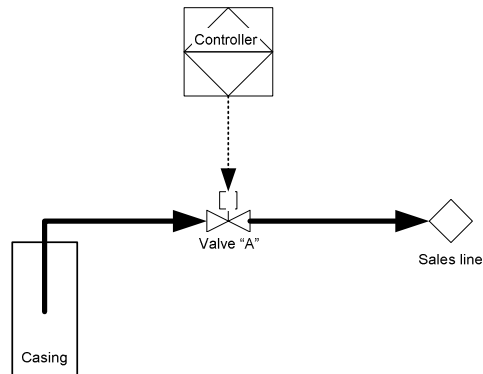 Controller
Valve “A”
Sales line
Casing